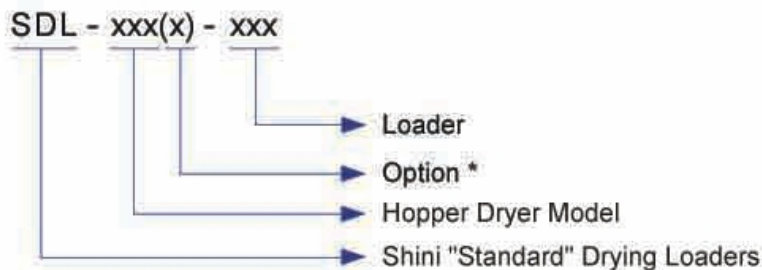 SDL - xxx(x) - xxx
Loader
Option *
Hopper Dryer Model
Shini "Standard" Drying Loaders